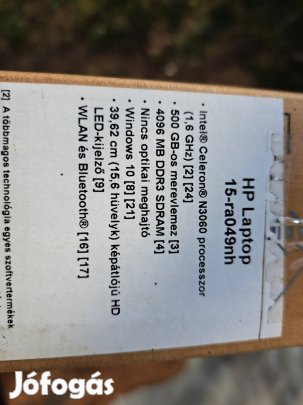 HP Laptop
15-ra049nh
• Intel® Celeron® N3060 processzor
(1,6 GHz) [2] [24]
• 500 GB-os merevlemez [3]
• 4096 MB DDR3 SDRAM [4]
• Nincs optikai meghajtó
• Windows 10 [8] [21]
• 39,62 cm (15,6 hüvelyk) képátlójú HD
LED-kijelző [9]
• WLAN és Bluetooth® [16] [17]
[2] A többmagos technológia egyes szoftvertermékek
Jófogás